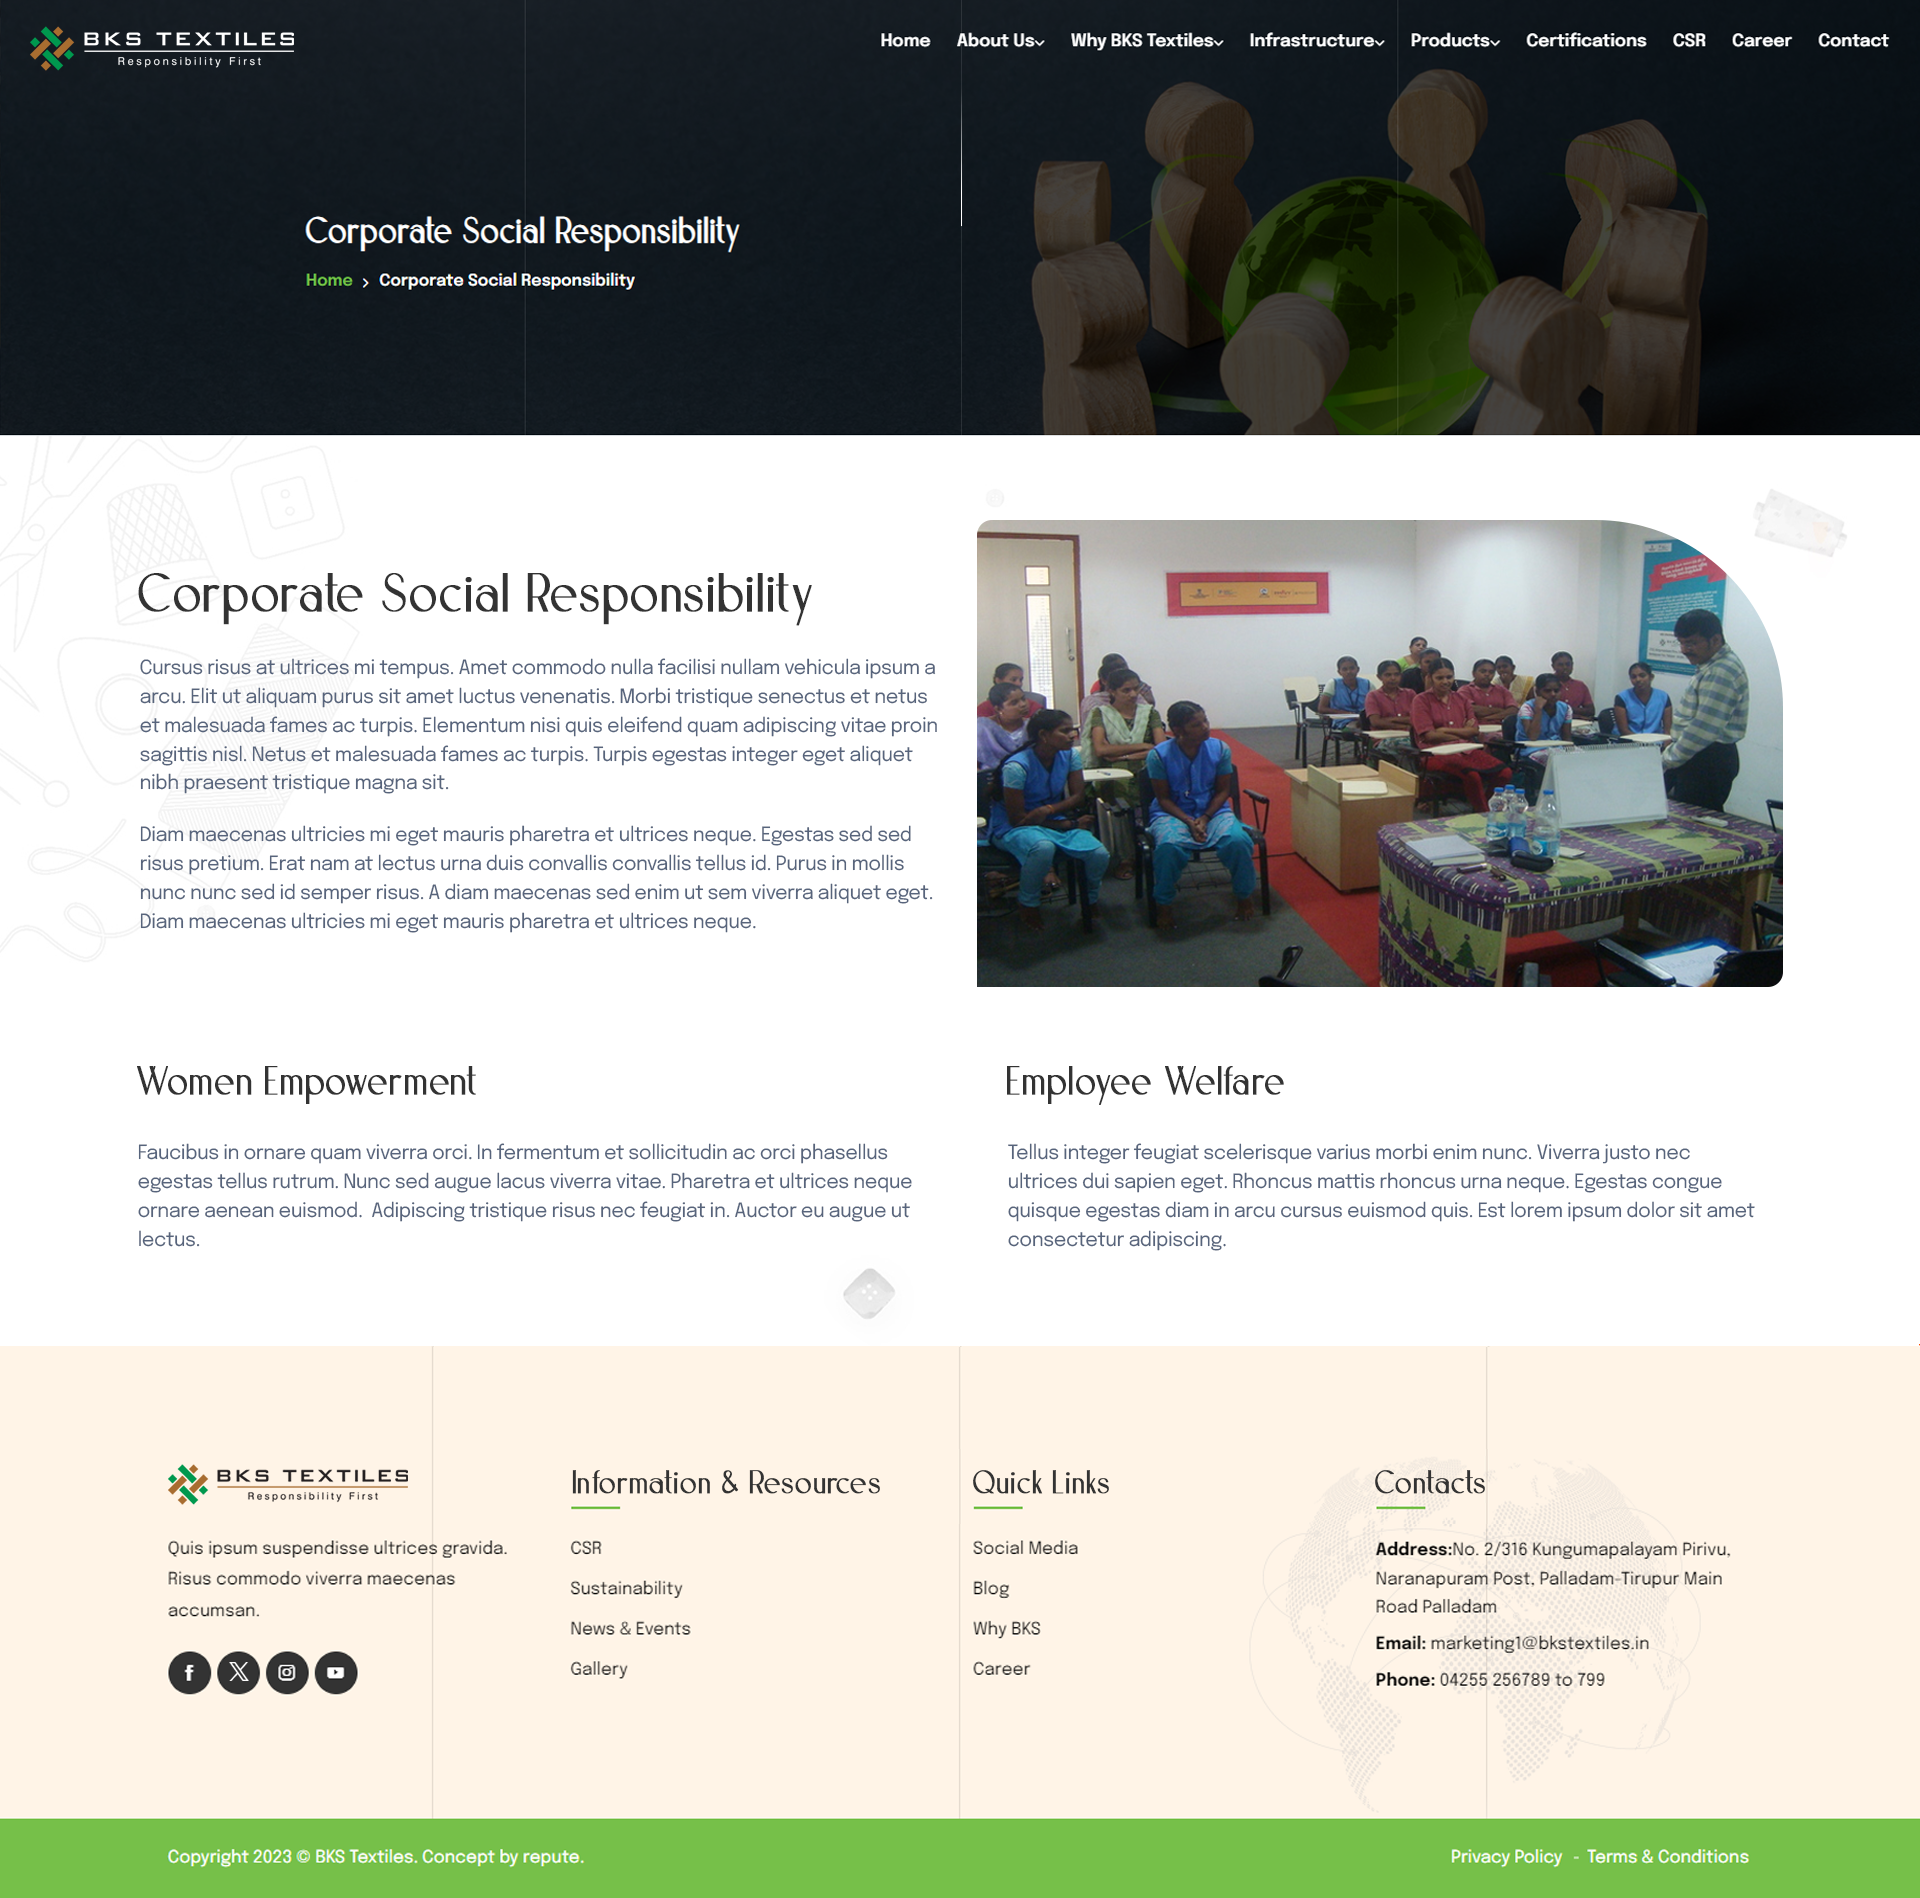 BKS TEXTILES
Responsibility First
Home About Us Why BKS Textiles Infrastructure Products Certifications CSR Career Contact
Corporate Social Responsibility
Home › Corporate Social Responsibility
Corporate Social Responsibility
Cursus risus at ultrices mi tempus. Amet commodo nulla facilisi nullam vehicula ipsum a
arcu. Elit ut aliquam purus sit amet luctus venenatis. Morbi tristique senectus et netus
et malesuada fames ac turpis. Elementum nisi quis eleifend quam adipiscing vitae proin
sagittis nisl. Netus et malesuada fames ac turpis. Turpis egestas integer eget aliquet
nibh praesent tristique magna sit.
Diam maecenas ultricies mi eget mauris pharetra et ultrices neque. Egestas sed sed
risus pretium. Erat nam at lectus urna duis convallis convallis tellus id. Purus in mollis
nunc nunc sed id semper risus. A diam maecenas sed enim ut sem viverra aliquet eget.
Diam maecenas ultricies mi eget mauris pharetra et ultrices neque.
Women Empowerment
Faucibus in ornare quam viverra orci. In fermentum et sollicitudin ac orci phasellus
egestas tellus rutrum. Nunc sed augue lacus viverra vitae. Pharetra et ultrices neque
ornare aenean euismod. Adipiscing tristique risus nec feugiat in. Auctor eu augue ut
lectus.
Employee Welfare
Tellus integer feugiat scelerisque varius morbi enim nunc. Viverra justo nec
ultrices dui sapien eget. Rhoncus mattis rhoncus urna neque. Egestas congue
quisque egestas diam in arcu cursus euismod quis. Est lorem ipsum dolor sit amet
consectetur adipiscing.
BKS TEXTILES
Responsibility First
Quis ipsum suspendisse ultrices gravida.
Risus commodo viverra maecenas
accumsan.
Information & Resources
CSR
Sustainability
News & Events
Gallery
Quick Links
Social Media
Blog
Why BKS
Career
Contacts
Address:No. 2/316 Kungumapalayam Pirivu,
Naranapuram Post, Palladam-Tirupur Main
Road Palladam
Email: marketing1@bkstextiles.in
Phone: 04255 256789 to 799
Copyright 2023 © BKS Textiles. Concept by repute.
Privacy Policy - Terms & Conditions